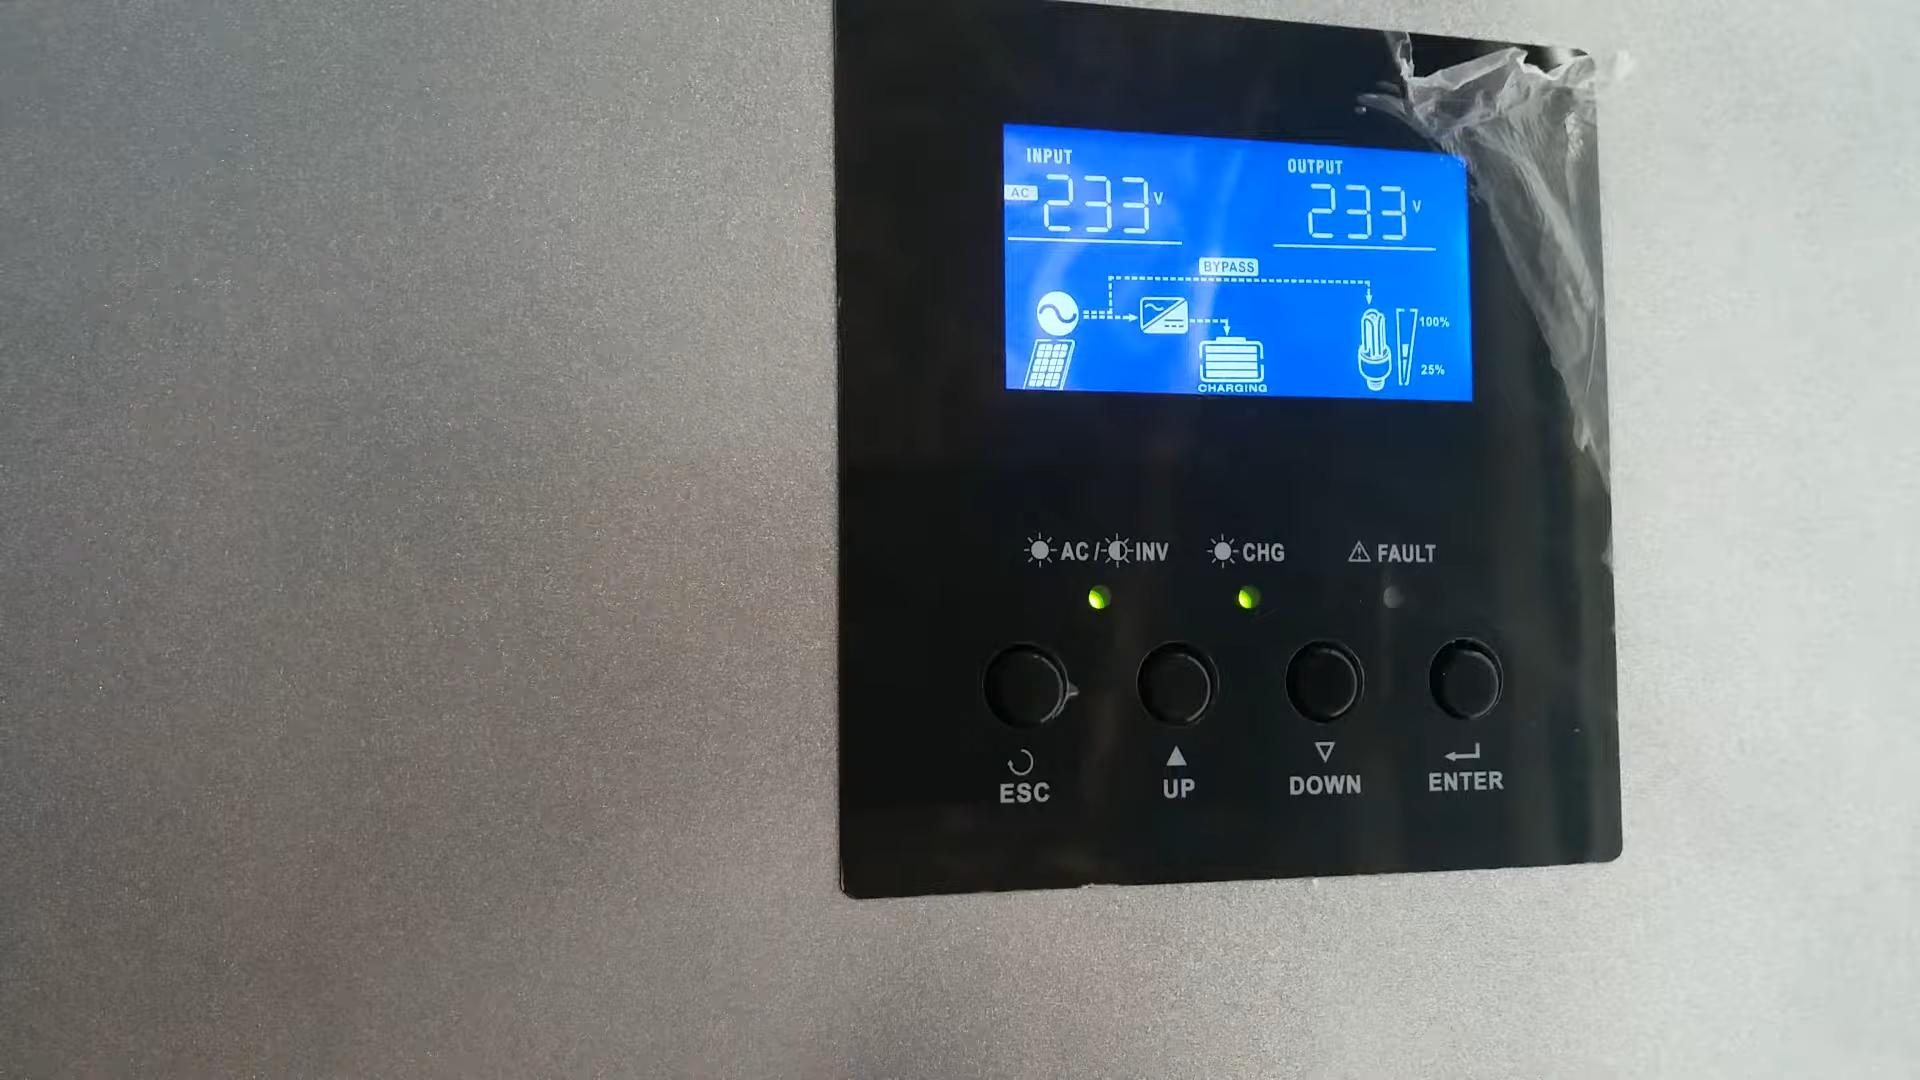 INPUT
OUTPUT
AC 233 V
233 V
BYPASS
100%
25%
CHARGING
AC / INV
CHG
FAULT
ESC
UP
DOWN
ENTER